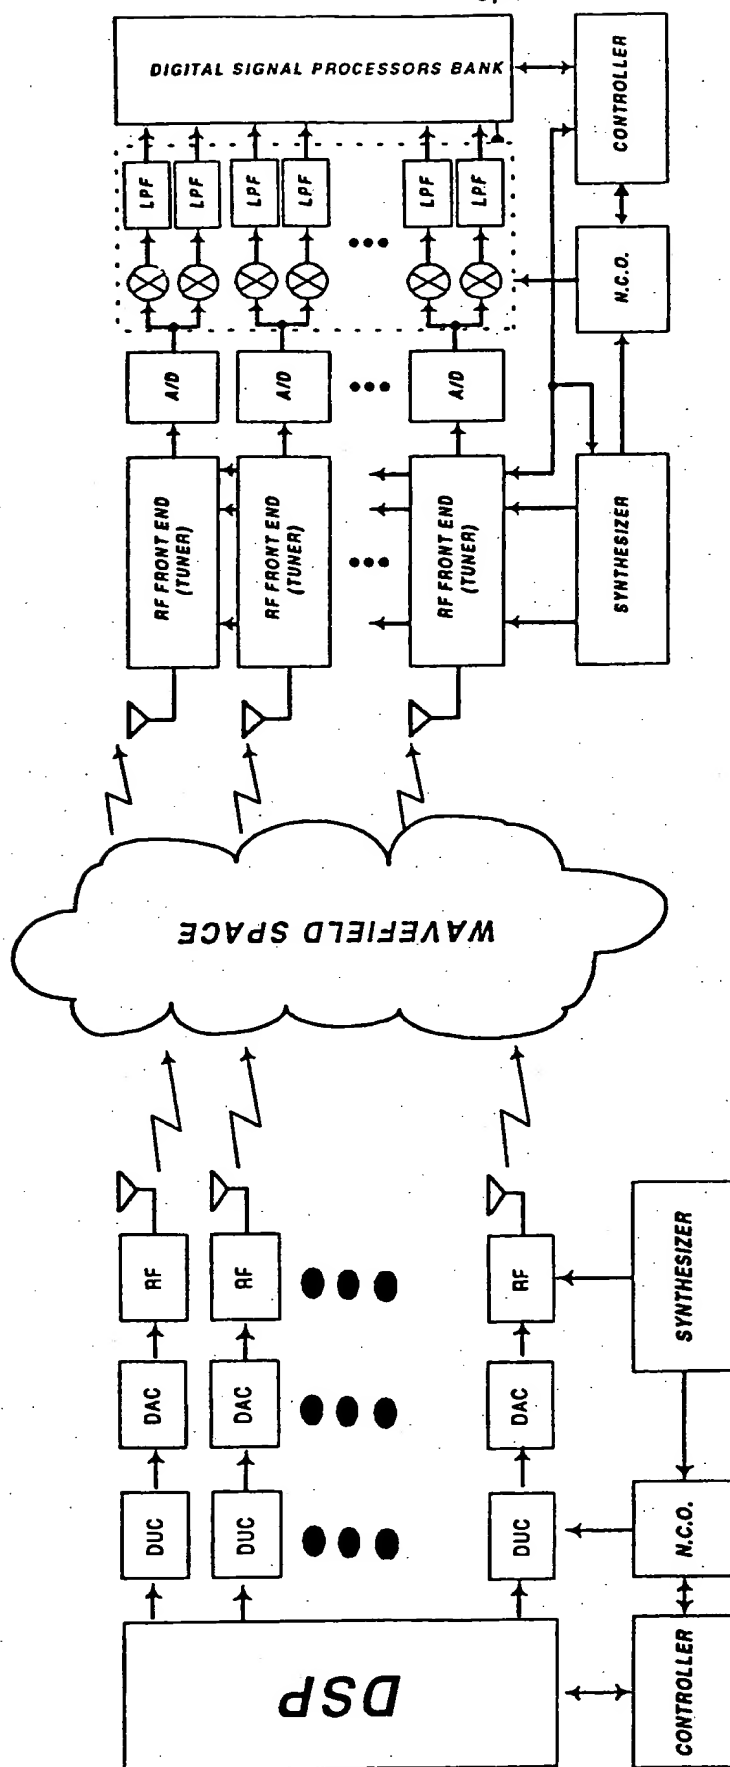 DIGITAL SIGNAL PROCESSORS BANK
CONTROLLER
LPF
LPF
LPF
LPF
LPF
LPF
N.C.O.
A/D
A/D
A/D
RF FRONT END
(TUNER)
RF FRONT END
(TUNER)
RF FRONT END
(TUNER)
SYNTHESIZER
WAVEFIELD SPACE
RF
RF
RF
SYNTHESIZER
DAC
DAC
DAC
DUC
DUC
DUC
N.C.O.
DSP
CONTROLLER